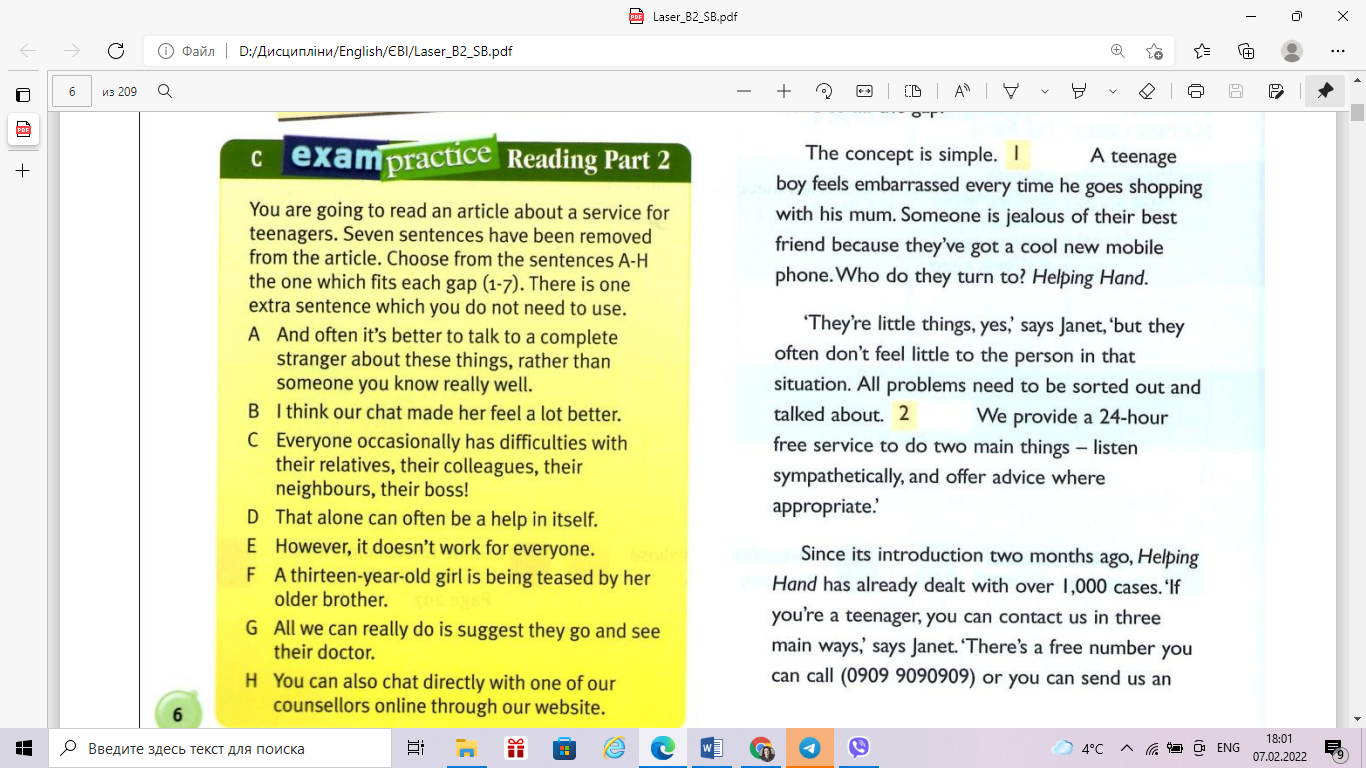 Laser_B2_SB.pdf
Файл
D:/Дисципліни/English/ЄВІ/Laser_B2_SB.pdf
6 из 209
C exam practice Reading Part 2
You are going to read an article about a service for
teenagers. Seven sentences have been removed
from the article. Choose from the sentences A-H
the one which fits each gap (1-7). There is one
extra sentence which you do not need to use.
A And often it's better to talk to a complete
stranger about these things, rather than
someone you know really well.
B I think our chat made her feel a lot better.
C Everyone occasionally has difficulties with
their relatives, their colleagues, their
neighbours, their boss!
D That alone can often be a help in itself.
E However, it doesn't work for everyone.
F A thirteen-year-old girl is being teased by her
older brother.
G All we can really do is suggest they go and see
their doctor.
H You can also chat directly with one of our
counsellors online through our website.
6
The concept is simple. 1 A teenage
boy feels embarrassed every time he goes shopping
with his mum. Someone is jealous of their best
friend because they've got a cool new mobile
phone. Who do they turn to? Helping Hand.
'They're little things, yes,' says Janet, 'but they
often don't feel little to the person in that
situation. All problems need to be sorted out and
talked about. 2 We provide a 24-hour
free service to do two main things – listen
sympathetically, and offer advice where
appropriate.'
Since its introduction two months ago, Helping
Hand has already dealt with over 1,000 cases. 'If
you're a teenager, you can contact us in three
main ways,' says Janet. 'There's a free number you
can call (0909 9090909) or you can send us an
Введите здесь текст для поиска
4°C
ENG
18:01
07.02.2022
9